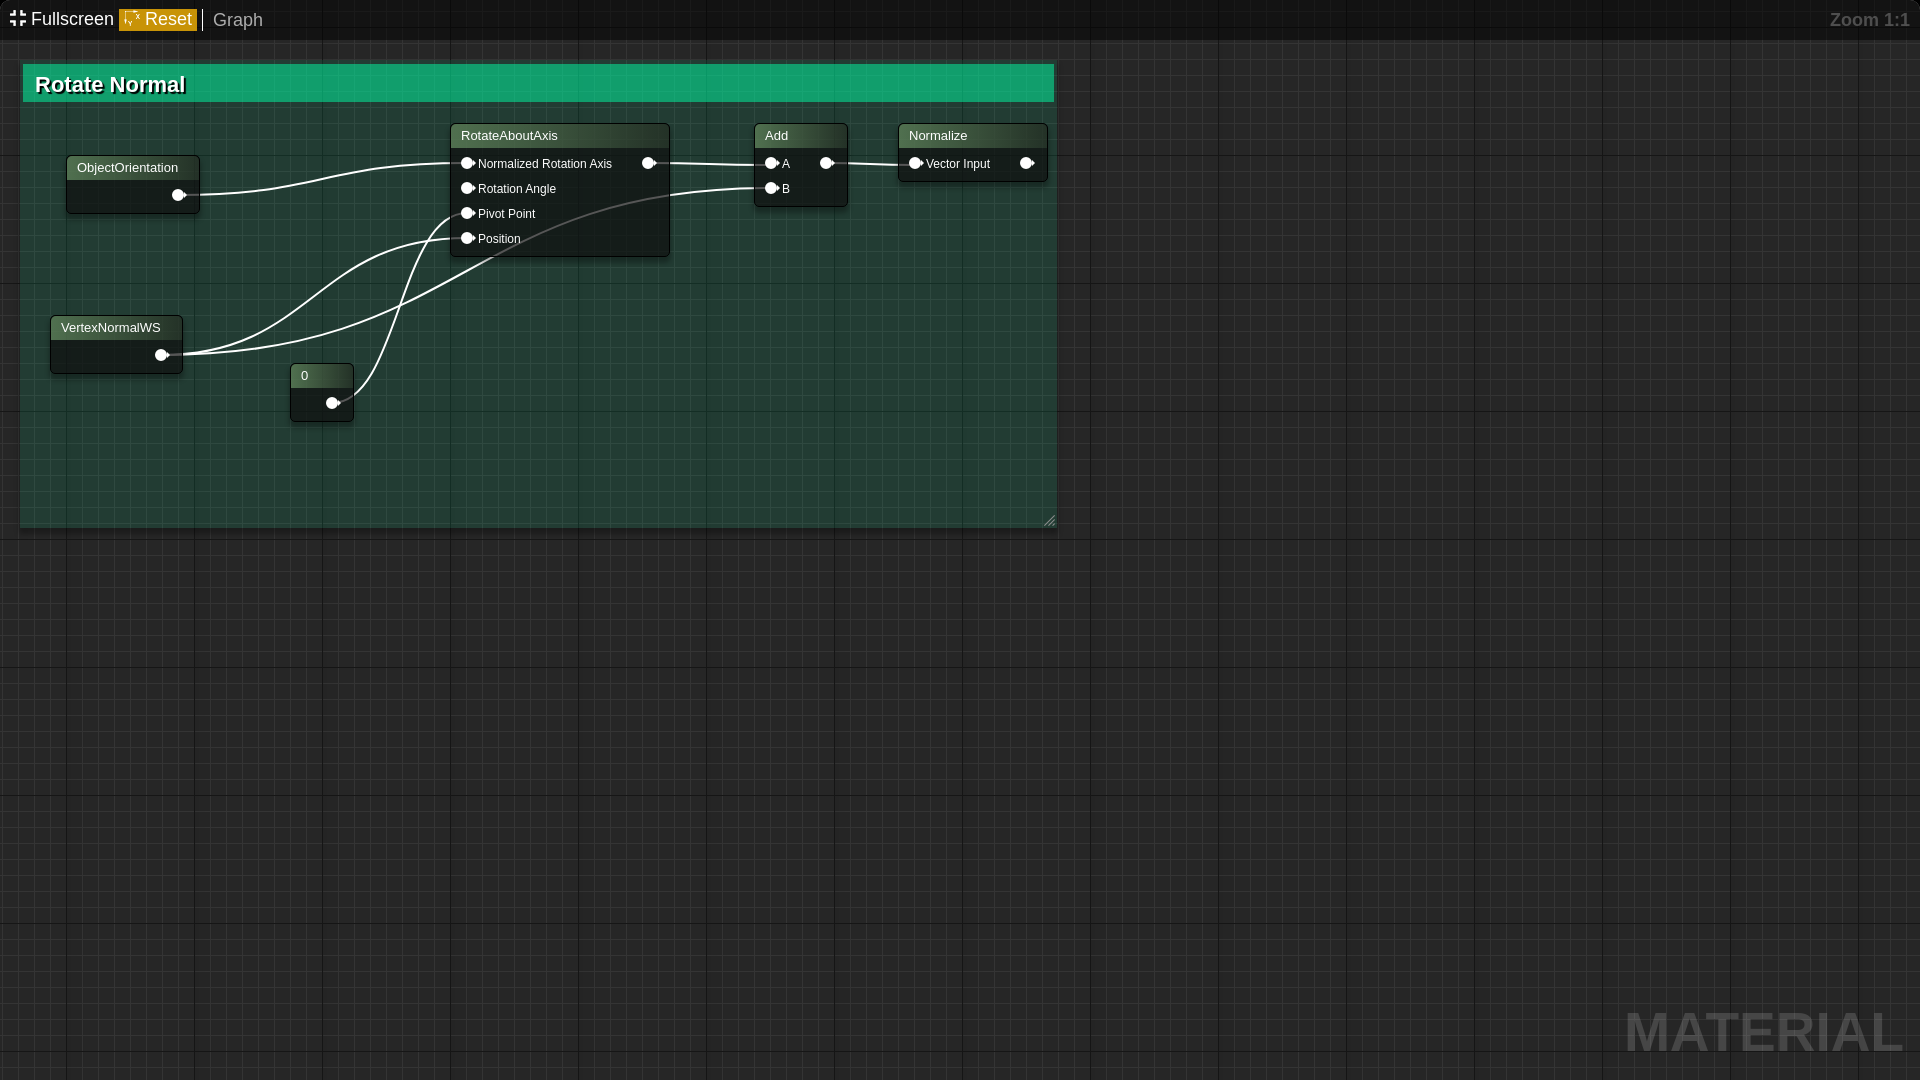 Fullscreen Reset Graph
Zoom 1:1
Rotate Normal
ObjectOrientation
RotateAboutAxis
Normalized Rotation Axis
Rotation Angle
Pivot Point
Position
Add
A
B
Normalize
Vector Input
VertexNormalWS
0
MATERIAL